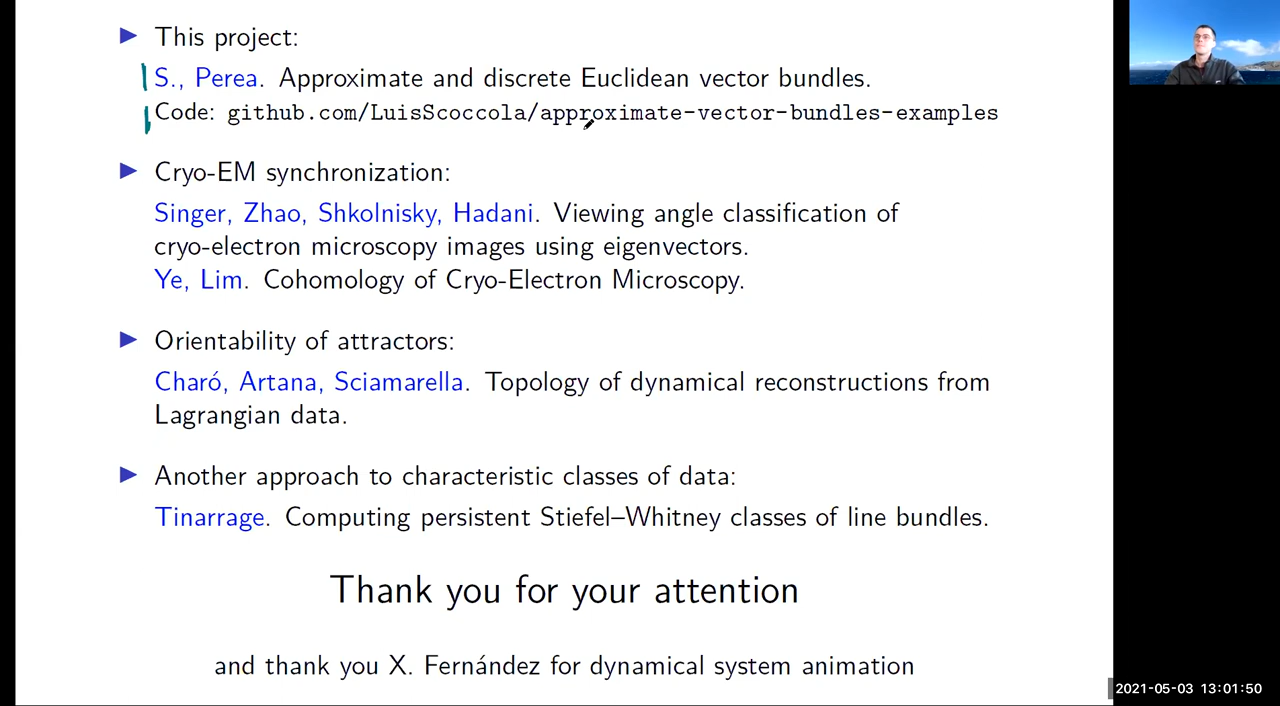 This project:
S., Perea. Approximate and discrete Euclidean vector bundles.
Code: github.com/LuisScoccola/approximate-vector-bundles-examples
Cryo-EM synchronization:
Singer, Zhao, Shkolnisky, Hadani. Viewing angle classification of
cryo-electron microscopy images using eigenvectors.
Ye, Lim. Cohomology of Cryo-Electron Microscopy.
Orientability of attractors:
Charó, Artana, Sciamarella. Topology of dynamical reconstructions from
Lagrangian data.
Another approach to characteristic classes of data:
Tinarrage. Computing persistent Stiefel–Whitney classes of line bundles.
Thank you for your attention
and thank you X. Fernández for dynamical system animation
2021-05-03 13:01:50